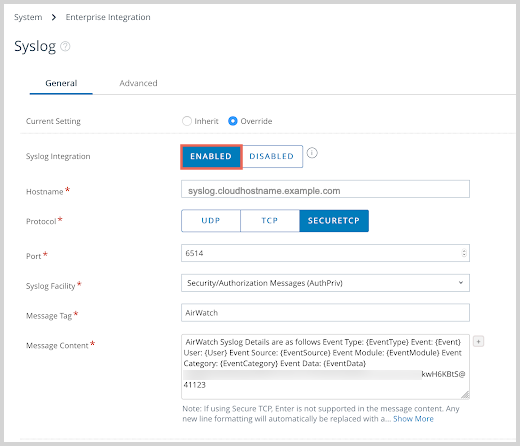 System > Enterprise Integration
Syslog ?
General Advanced
Current Setting Inherit Override
Syslog Integration ENABLED DISABLED i
Hostname * syslog.cloudhostname.example.com
Protocol * UDP TCP SECURETCP
Port * 6514
Syslog Facility * Security/Authorization Messages (AuthPriv)
Message Tag * AirWatch
Message Content * AirWatch Syslog Details are as follows Event Type: {EventType} Event: {Event} +
User: {User} Event Source: {EventSource} Event Module: {EventModule} Event
Category: {EventCategory} Event Data: {EventData}
kwH6KBtS@
41123
Note: If using Secure TCP, Enter is not supported in the message content. Any
new line formatting will automatically be replaced with a... Show More